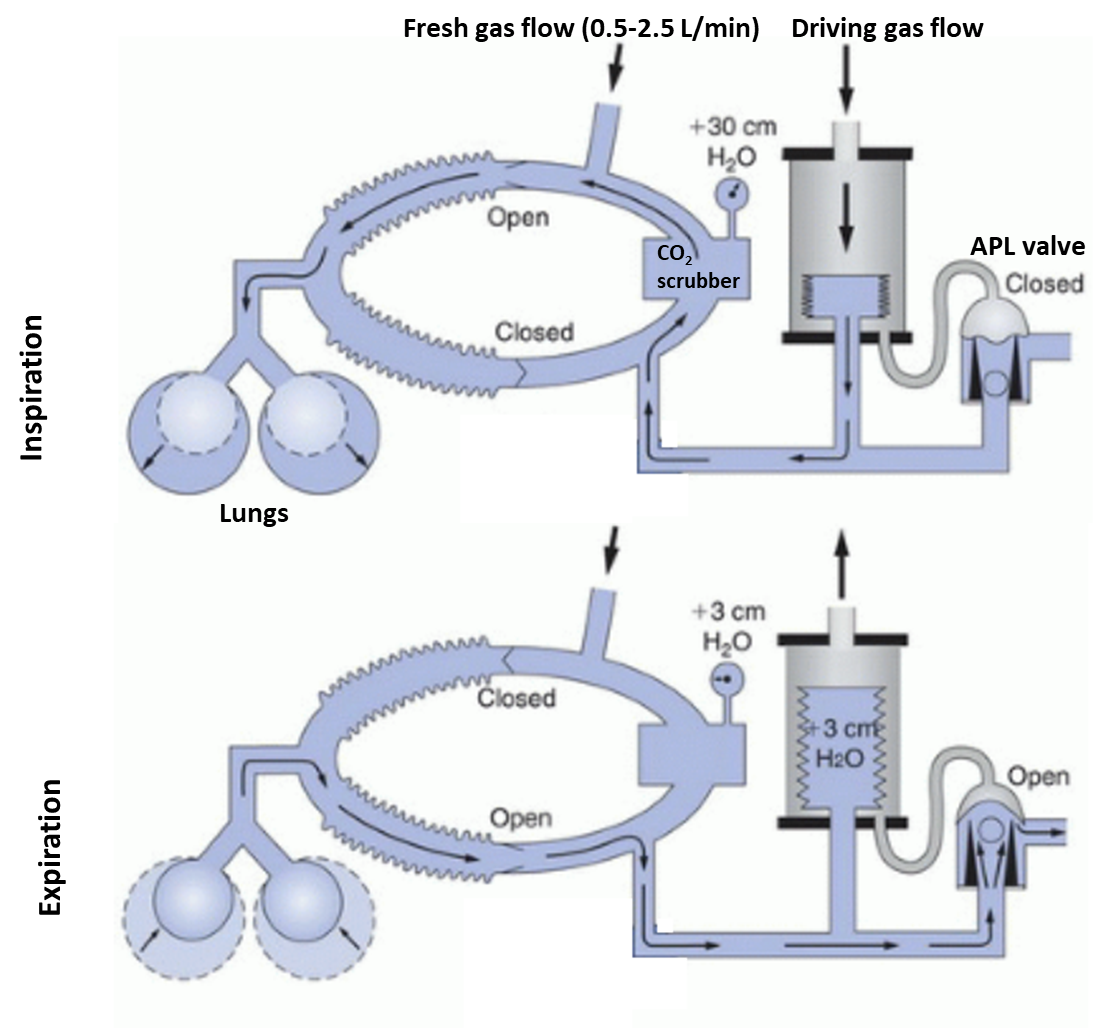 Fresh gas flow (0.5-2.5 L/min)
Driving gas flow
+30 cm
H₂O
Open
CO₂
scrubber
APL valve
Closed
Closed
Inspiration
Lungs
+3 cm
H₂O
Closed
+3 cm
H₂O
Open
Open
Expiration